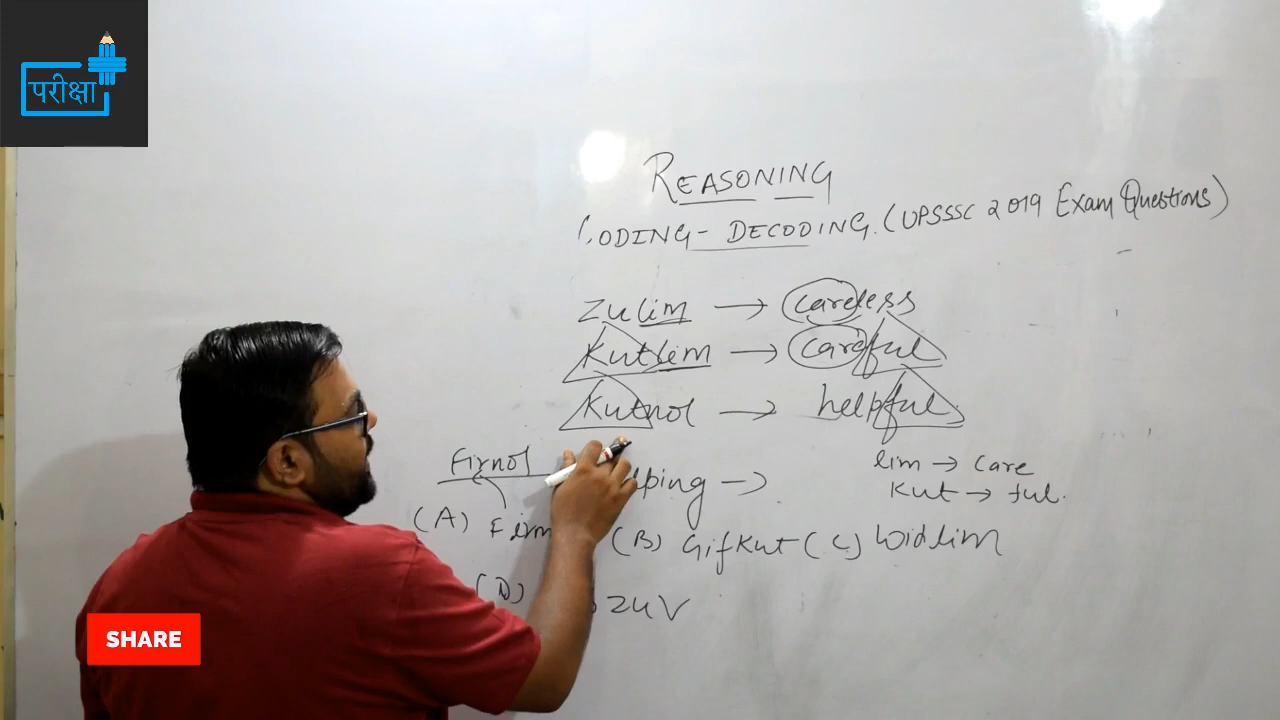 परीक्षा
REASONING
CODING - DECODING. (UPSSSC 2019 Exam Questions)
Zulim → careless
Kutlim → careful
Kutnol → helpful
lim → care
Kut → ful.
Firnol
→
(A) (B) GifKut (C) Widlim
(D)
SHARE